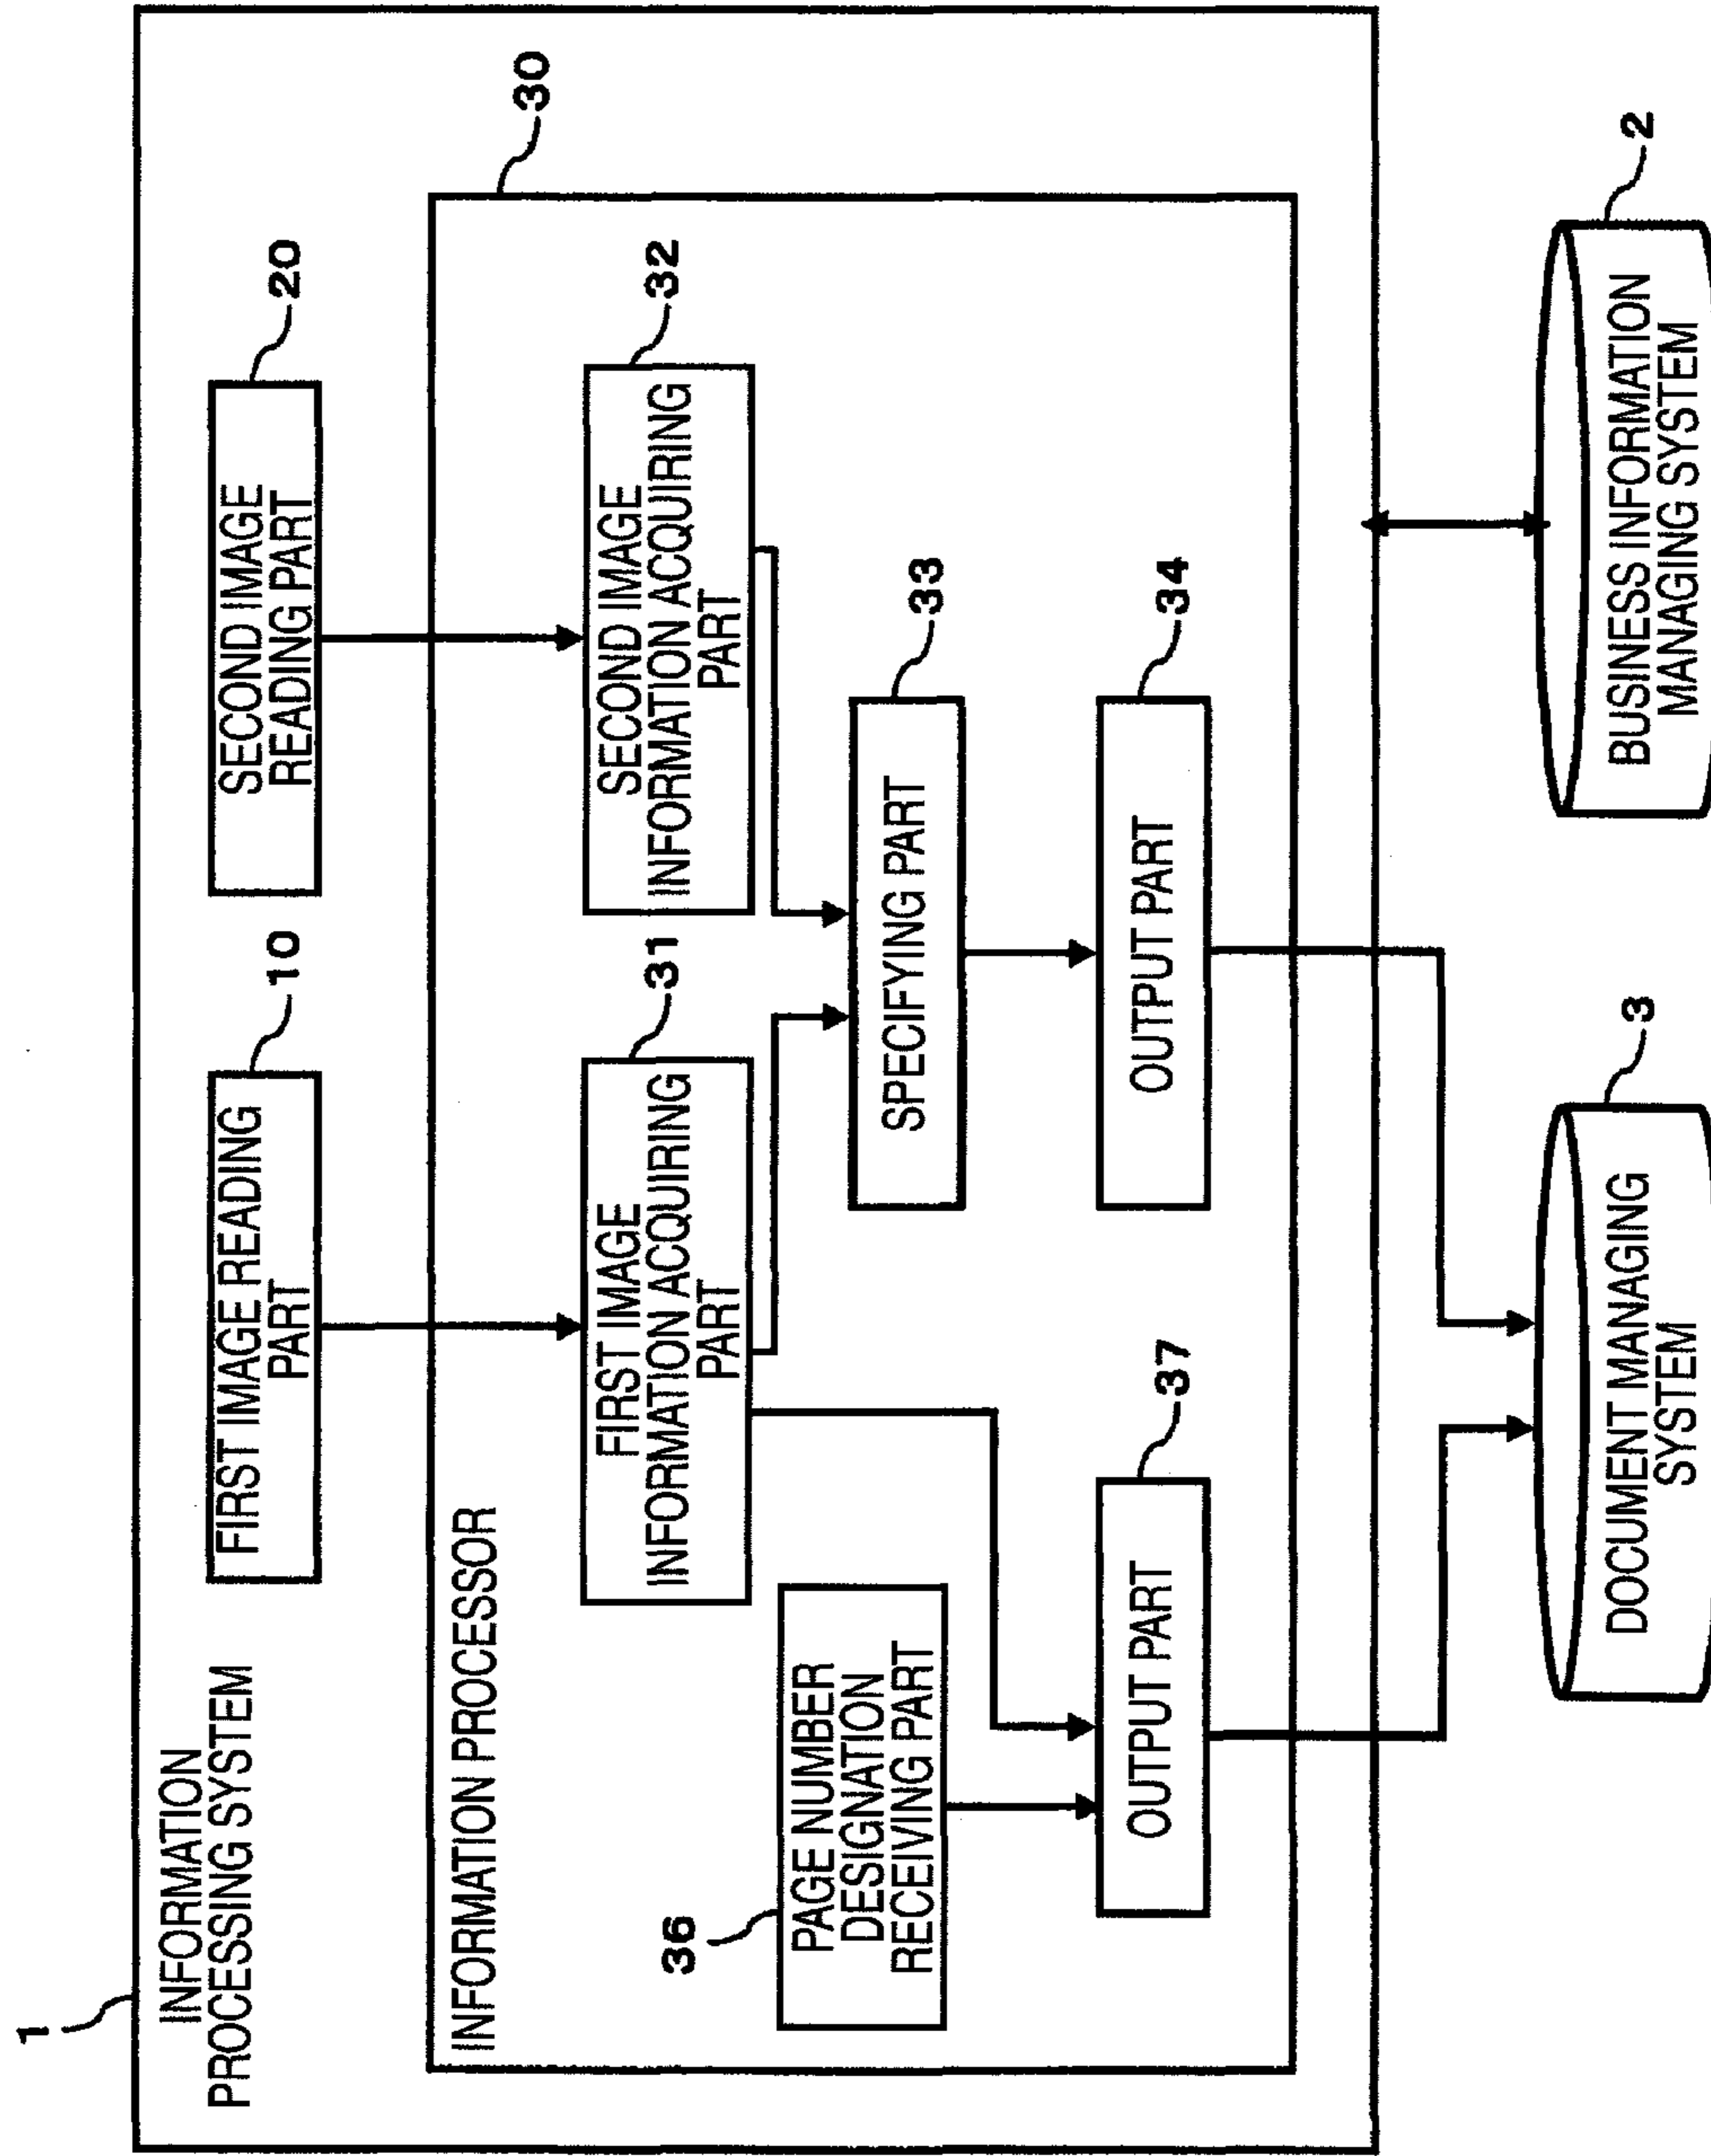 1
INFORMATION
PROCESSING SYSTEM
FIRST IMAGE READING
PART
10
SECOND IMAGE
READING PART
20
INFORMATION PROCESSOR
30
FIRST IMAGE
INFORMATION ACQUIRING
PART
31
SECOND IMAGE
INFORMATION ACQUIRING
PART
32
36
PAGE NUMBER
DESIGNATION
RECEIVING PART
SPECIFYING PART
33
OUTPUT PART
37
OUTPUT PART
34
DOCUMENT MANAGING
SYSTEM
3
BUSINESS INFORMATION
MANAGING SYSTEM
2